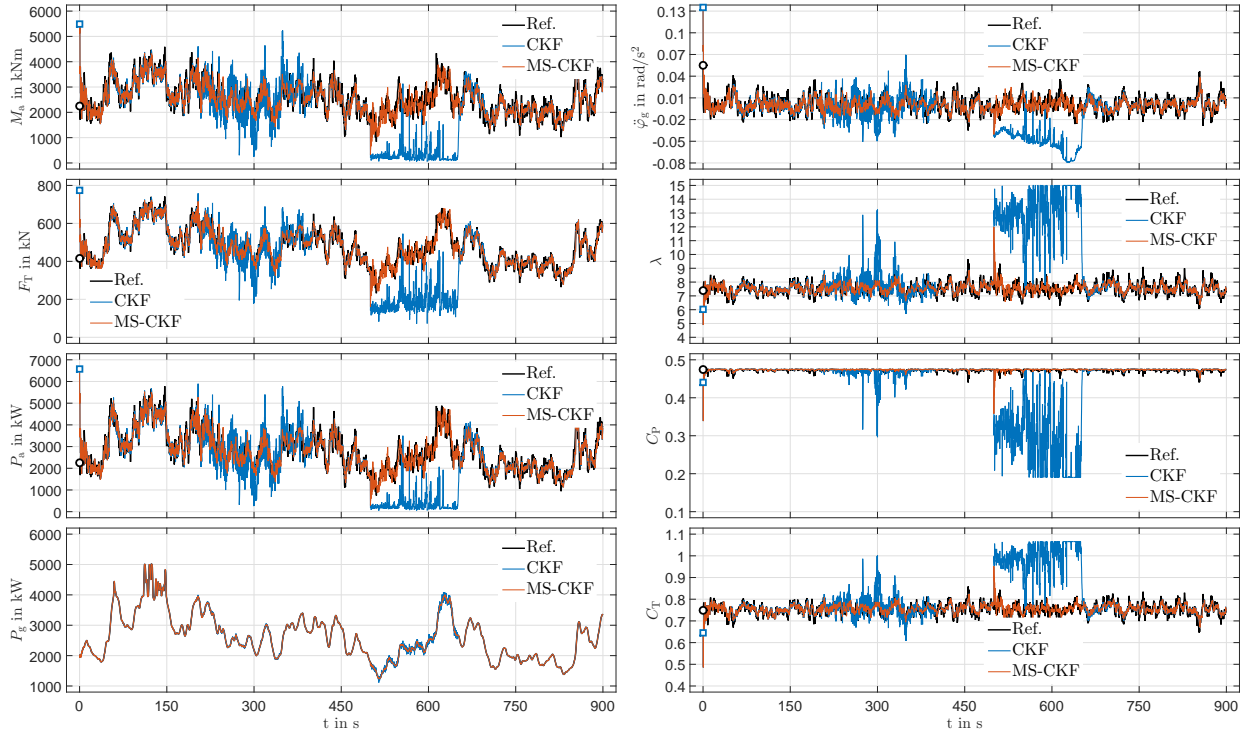 6000
5000
4000
3000
2000
1000
0
M_a in kNm
Ref.
CKF
MS-CKF
800
600
400
200
0
F_T in kN
Ref.
CKF
MS-CKF
7000
6000
5000
4000
3000
2000
1000
0
P_a in kW
Ref.
CKF
MS-CKF
6000
5000
4000
3000
2000
1000
P_g in kW
Ref.
CKF
MS-CKF
0 150 300 450 600 750 900
t in s
0.13
0.10
0.07
0.04
0.01
-0.02
-0.05
-0.08
φ̈_g in rad/s²
Ref.
CKF
MS-CKF
15
14
13
12
11
10
9
8
7
6
5
4
λ
Ref.
CKF
MS-CKF
0.5
0.4
0.3
0.2
0.1
C_P
Ref.
CKF
MS-CKF
1.1
1
0.9
0.8
0.7
0.6
0.5
0.4
C_T
Ref.
CKF
MS-CKF
0 150 300 450 600 750 900
t in s